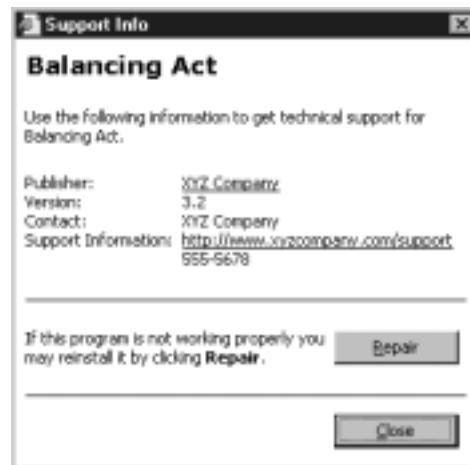 Support Info
Balancing Act
Use the following information to get technical support for
Balancing Act.
Publisher: XYZ Company
Version: 3.2
Contact: XYZ Company
Support Information: http://www.xyzcompany.com/support
555-5678
If this program is not working properly you
may reinstall it by clicking Repair.
Repair
Close